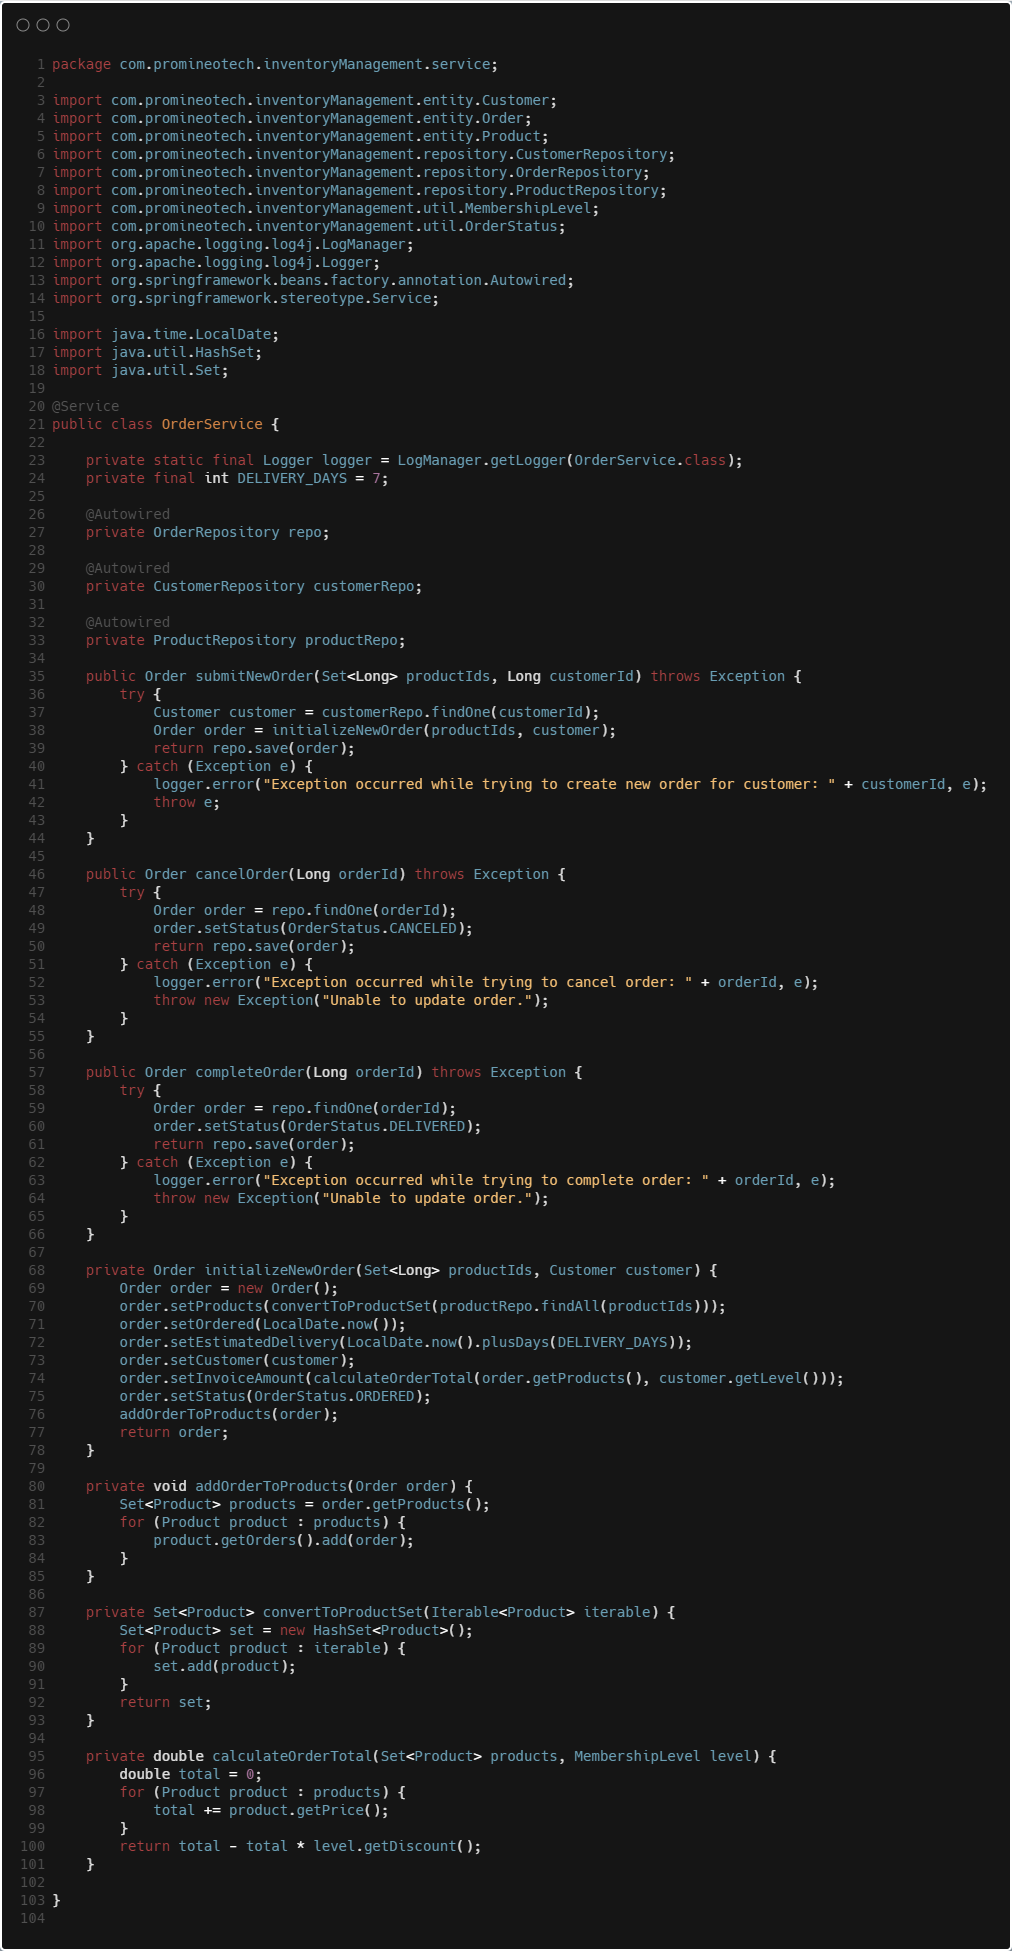 1 package com.promineotech.inventoryManagement.service;
2
3 import com.promineotech.inventoryManagement.entity.Customer;
4 import com.promineotech.inventoryManagement.entity.Order;
5 import com.promineotech.inventoryManagement.entity.Product;
6 import com.promineotech.inventoryManagement.repository.CustomerRepository;
7 import com.promineotech.inventoryManagement.repository.OrderRepository;
8 import com.promineotech.inventoryManagement.repository.ProductRepository;
9 import com.promineotech.inventoryManagement.util.MembershipLevel;
10 import com.promineotech.inventoryManagement.util.OrderStatus;
11 import org.apache.logging.log4j.LogManager;
12 import org.apache.logging.log4j.Logger;
13 import org.springframework.beans.factory.annotation.Autowired;
14 import org.springframework.stereotype.Service;
15
16 import java.time.LocalDate;
17 import java.util.HashSet;
18 import java.util.Set;
19
20 @Service
21 public class OrderService {
22
23     private static final Logger logger = LogManager.getLogger(OrderService.class);
24     private final int DELIVERY_DAYS = 7;
25
26     @Autowired
27     private OrderRepository repo;
28
29     @Autowired
30     private CustomerRepository customerRepo;
31
32     @Autowired
33     private ProductRepository productRepo;
34
35     public Order submitNewOrder(Set<Long> productIds, Long customerId) throws Exception {
36         try {
37             Customer customer = customerRepo.findOne(customerId);
38             Order order = initializeNewOrder(productIds, customer);
39             return repo.save(order);
40         } catch (Exception e) {
41             logger.error("Exception occurred while trying to create new order for customer: " + customerId, e);
42             throw e;
43         }
44     }
45
46     public Order cancelOrder(Long orderId) throws Exception {
47         try {
48             Order order = repo.findOne(orderId);
49             order.setStatus(OrderStatus.CANCELED);
50             return repo.save(order);
51         } catch (Exception e) {
52             logger.error("Exception occurred while trying to cancel order: " + orderId, e);
53             throw new Exception("Unable to update order.");
54         }
55     }
56
57     public Order completeOrder(Long orderId) throws Exception {
58         try {
59             Order order = repo.findOne(orderId);
60             order.setStatus(OrderStatus.DELIVERED);
61             return repo.save(order);
62         } catch (Exception e) {
63             logger.error("Exception occurred while trying to complete order: " + orderId, e);
64             throw new Exception("Unable to update order.");
65         }
66     }
67
68     private Order initializeNewOrder(Set<Long> productIds, Customer customer) {
69         Order order = new Order();
70         order.setProducts(convertToProductSet(productRepo.findAll(productIds)));
71         order.setOrdered(LocalDate.now());
72         order.setEstimatedDelivery(LocalDate.now().plusDays(DELIVERY_DAYS));
73         order.setCustomer(customer);
74         order.setInvoiceAmount(calculateOrderTotal(order.getProducts(), customer.getLevel()));
75         order.setStatus(OrderStatus.ORDERED);
76         addOrderToProducts(order);
77         return order;
78     }
79
80     private void addOrderToProducts(Order order) {
81         Set<Product> products = order.getProducts();
82         for (Product product : products) {
83             product.getOrders().add(order);
84         }
85     }
86
87     private Set<Product> convertToProductSet(Iterable<Product> iterable) {
88         Set<Product> set = new HashSet<Product>();
89         for (Product product : iterable) {
90             set.add(product);
91         }
92         return set;
93     }
94
95     private double calculateOrderTotal(Set<Product> products, MembershipLevel level) {
96         double total = 0;
97         for (Product product : products) {
98             total += product.getPrice();
99         }
100         return total - total * level.getDiscount();
101     }
102
103 }
104